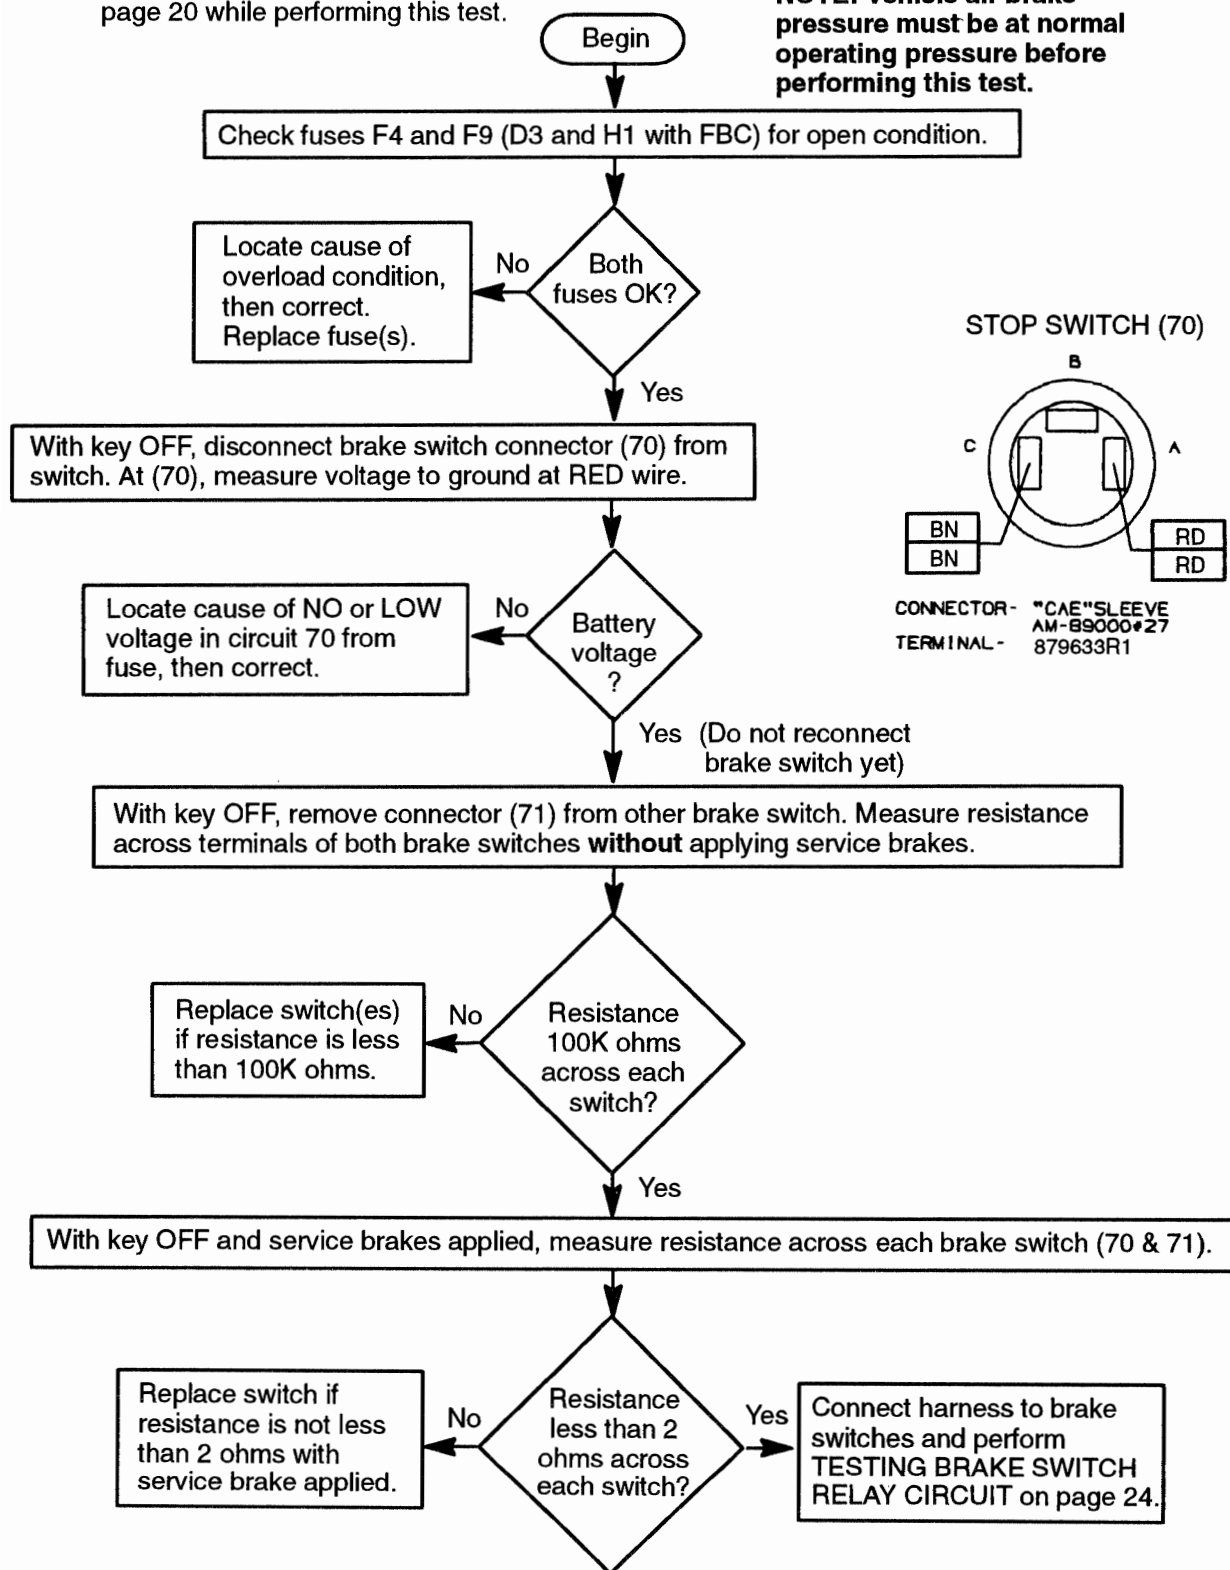 page 20 while performing this test.
NOTE: Vehicle air brake
pressure must be at normal
operating pressure before
performing this test.
Begin
Check fuses F4 and F9 (D3 and H1 with FBC) for open condition.
Both
fuses OK?
No
Locate cause of
overload condition,
then correct.
Replace fuse(s).
Yes
STOP SWITCH (70)
B
C
A
BN
BN
RD
RD
CONNECTOR- "CAE"SLEEVE
AM-89000#27
TERMINAL- 879633R1
With key OFF, disconnect brake switch connector (70) from
switch. At (70), measure voltage to ground at RED wire.
Battery
voltage
?
No
Locate cause of NO or LOW
voltage in circuit 70 from
fuse, then correct.
Yes (Do not reconnect
brake switch yet)
With key OFF, remove connector (71) from other brake switch. Measure resistance
across terminals of both brake switches without applying service brakes.
Resistance
100K ohms
across each
switch?
No
Replace switch(es)
if resistance is less
than 100K ohms.
Yes
With key OFF and service brakes applied, measure resistance across each brake switch (70 & 71).
Resistance
less than 2
ohms across
each switch?
No
Replace switch if
resistance is not less
than 2 ohms with
service brake applied.
Yes
Connect harness to brake
switches and perform
TESTING BRAKE SWITCH
RELAY CIRCUIT on page 24.